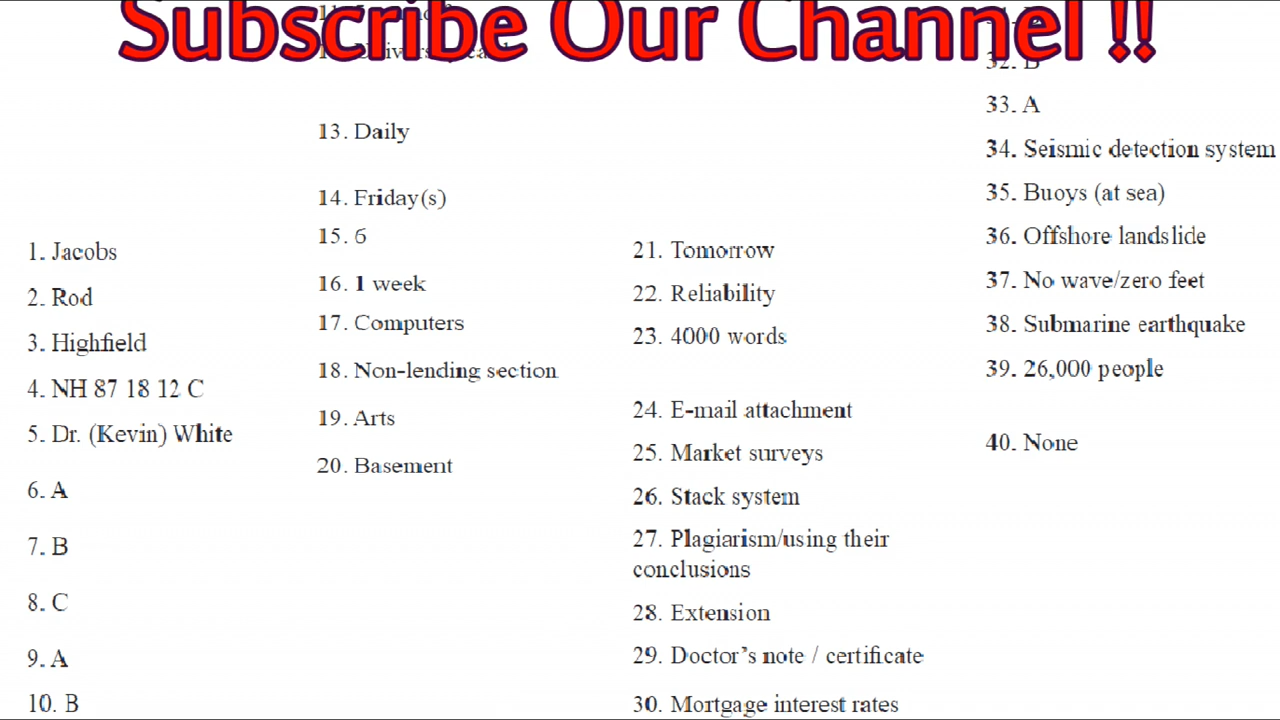 Subscribe Our Channel !!
1. Jacobs
2. Rod
3. Highfield
4. NH 87 18 12 C
5. Dr. (Kevin) White
6. A
7. B
8. C
9. A
10. B
13. Daily
14. Friday(s)
15. 6
16. 1 week
17. Computers
18. Non-lending section
19. Arts
20. Basement
21. Tomorrow
22. Reliability
23. 4000 words
24. E-mail attachment
25. Market surveys
26. Stack system
27. Plagiarism/using their
conclusions
28. Extension
29. Doctor’s note / certificate
30. Mortgage interest rates
32. B
33. A
34. Seismic detection system
35. Buoys (at sea)
36. Offshore landslide
37. No wave/zero feet
38. Submarine earthquake
39. 26,000 people
40. None